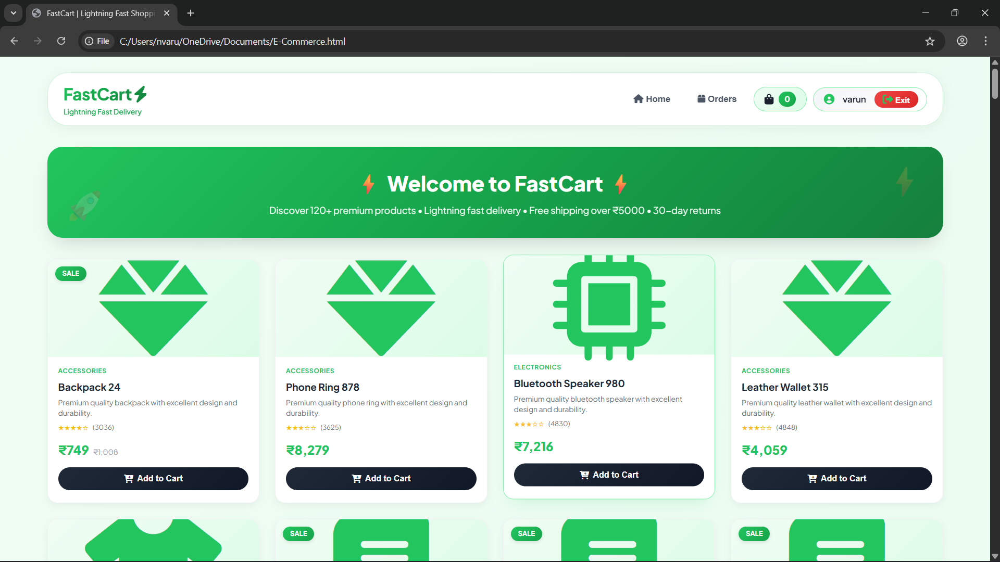 FastCart | Lightning Fast Shoppi
File
C:/Users/nvaru/OneDrive/Documents/E-Commerce.html
FastCart
Lightning Fast Delivery
Home
Orders
0
varun
Exit
Welcome to FastCart
Discover 120+ premium products • Lightning fast delivery • Free shipping over ₹5000 • 30-day returns
SALE
ACCESSORIES
Backpack 24
Premium quality backpack with excellent design and
durability.
★★★★☆ (3036)
₹749 ₹1,008
Add to Cart
ACCESSORIES
Phone Ring 878
Premium quality phone ring with excellent design and
durability.
★★★☆☆ (3625)
₹8,279
Add to Cart
ELECTRONICS
Bluetooth Speaker 980
Premium quality bluetooth speaker with excellent
design and durability.
★★★☆☆ (4830)
₹7,216
Add to Cart
ACCESSORIES
Leather Wallet 315
Premium quality leather wallet with excellent design and
durability.
★★★☆☆ (4848)
₹4,059
Add to Cart
SALE
SALE
SALE